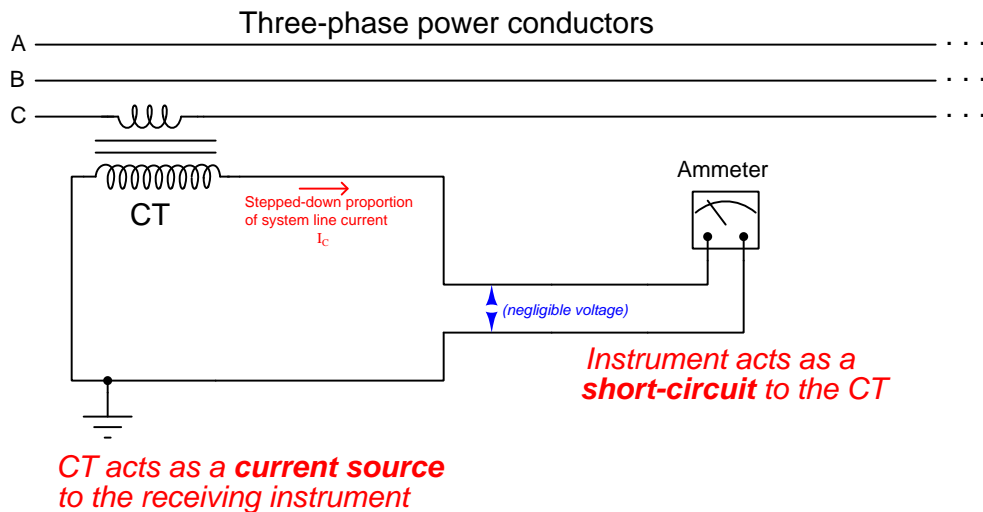 Three-phase power conductors
A
. . .
B
. . .
C
. . .
Ammeter
CT
Stepped-down proportion
of system line current
I_C
(negligible voltage)
Instrument acts as a
short-circuit to the CT
CT acts as a current source
to the receiving instrument